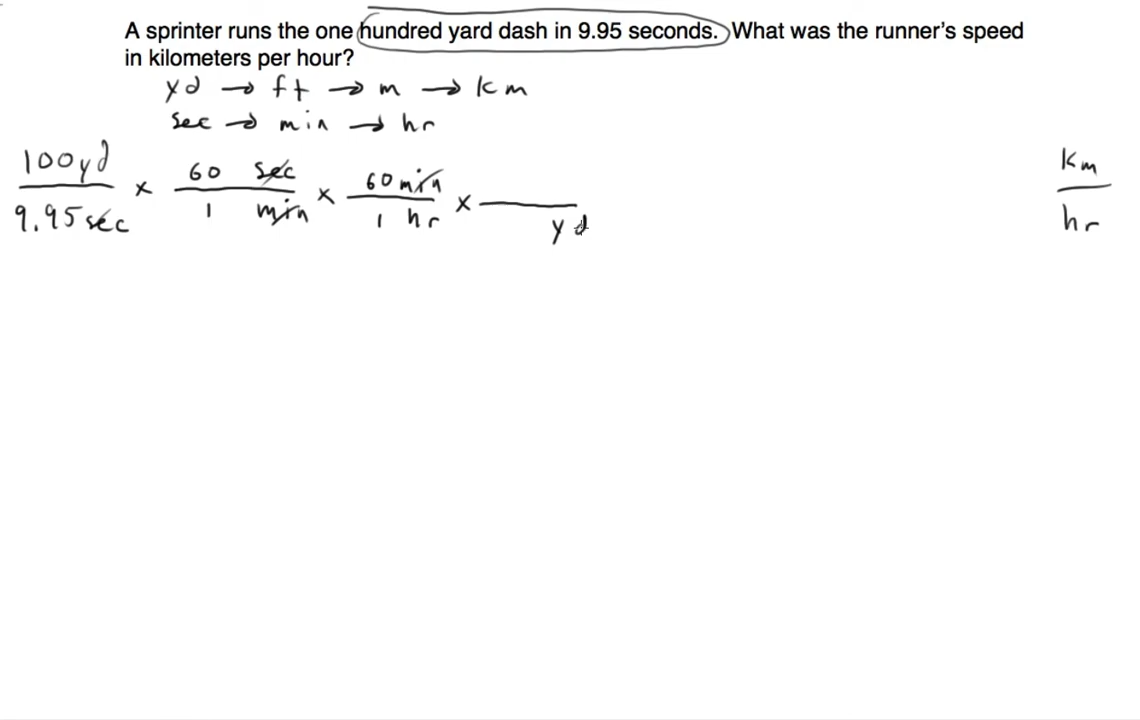 A sprinter runs the one hundred yard dash in 9.95 seconds. What was the runner's speed
in kilometers per hour?
yd → ft → m → km
sec → min → hr
100yd / 9.95 sec × 60 sec / 1 min × 60 min / 1 hr × / yd km / hr